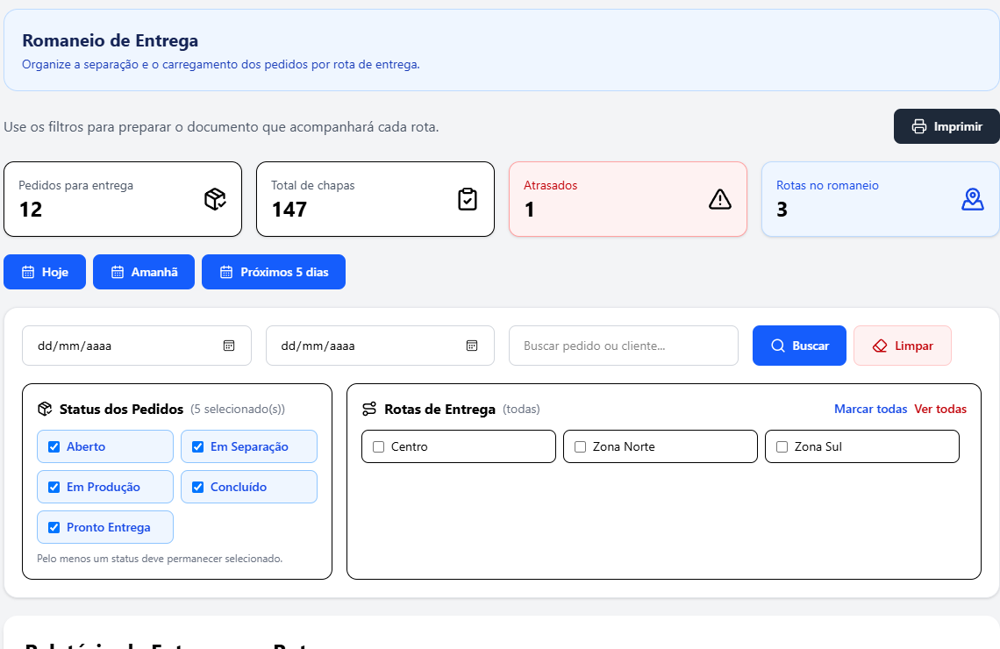 Romaneio de Entrega
Organize a separação e o carregamento dos pedidos por rota de entrega.
Use os filtros para preparar o documento que acompanhará cada rota.
Imprimir
Pedidos para entrega
12
Total de chapas
147
Atrasados
1
Rotas no romaneio
3
Hoje
Amanhã
Próximos 5 dias
dd/mm/aaaa
dd/mm/aaaa
Buscar pedido ou cliente...
Buscar
Limpar
Status dos Pedidos (5 selecionado(s))
Aberto
Em Separação
Em Produção
Concluído
Pronto Entrega
Pelo menos um status deve permanecer selecionado.
Rotas de Entrega (todas)
Marcar todas
Ver todas
Centro
Zona Norte
Zona Sul